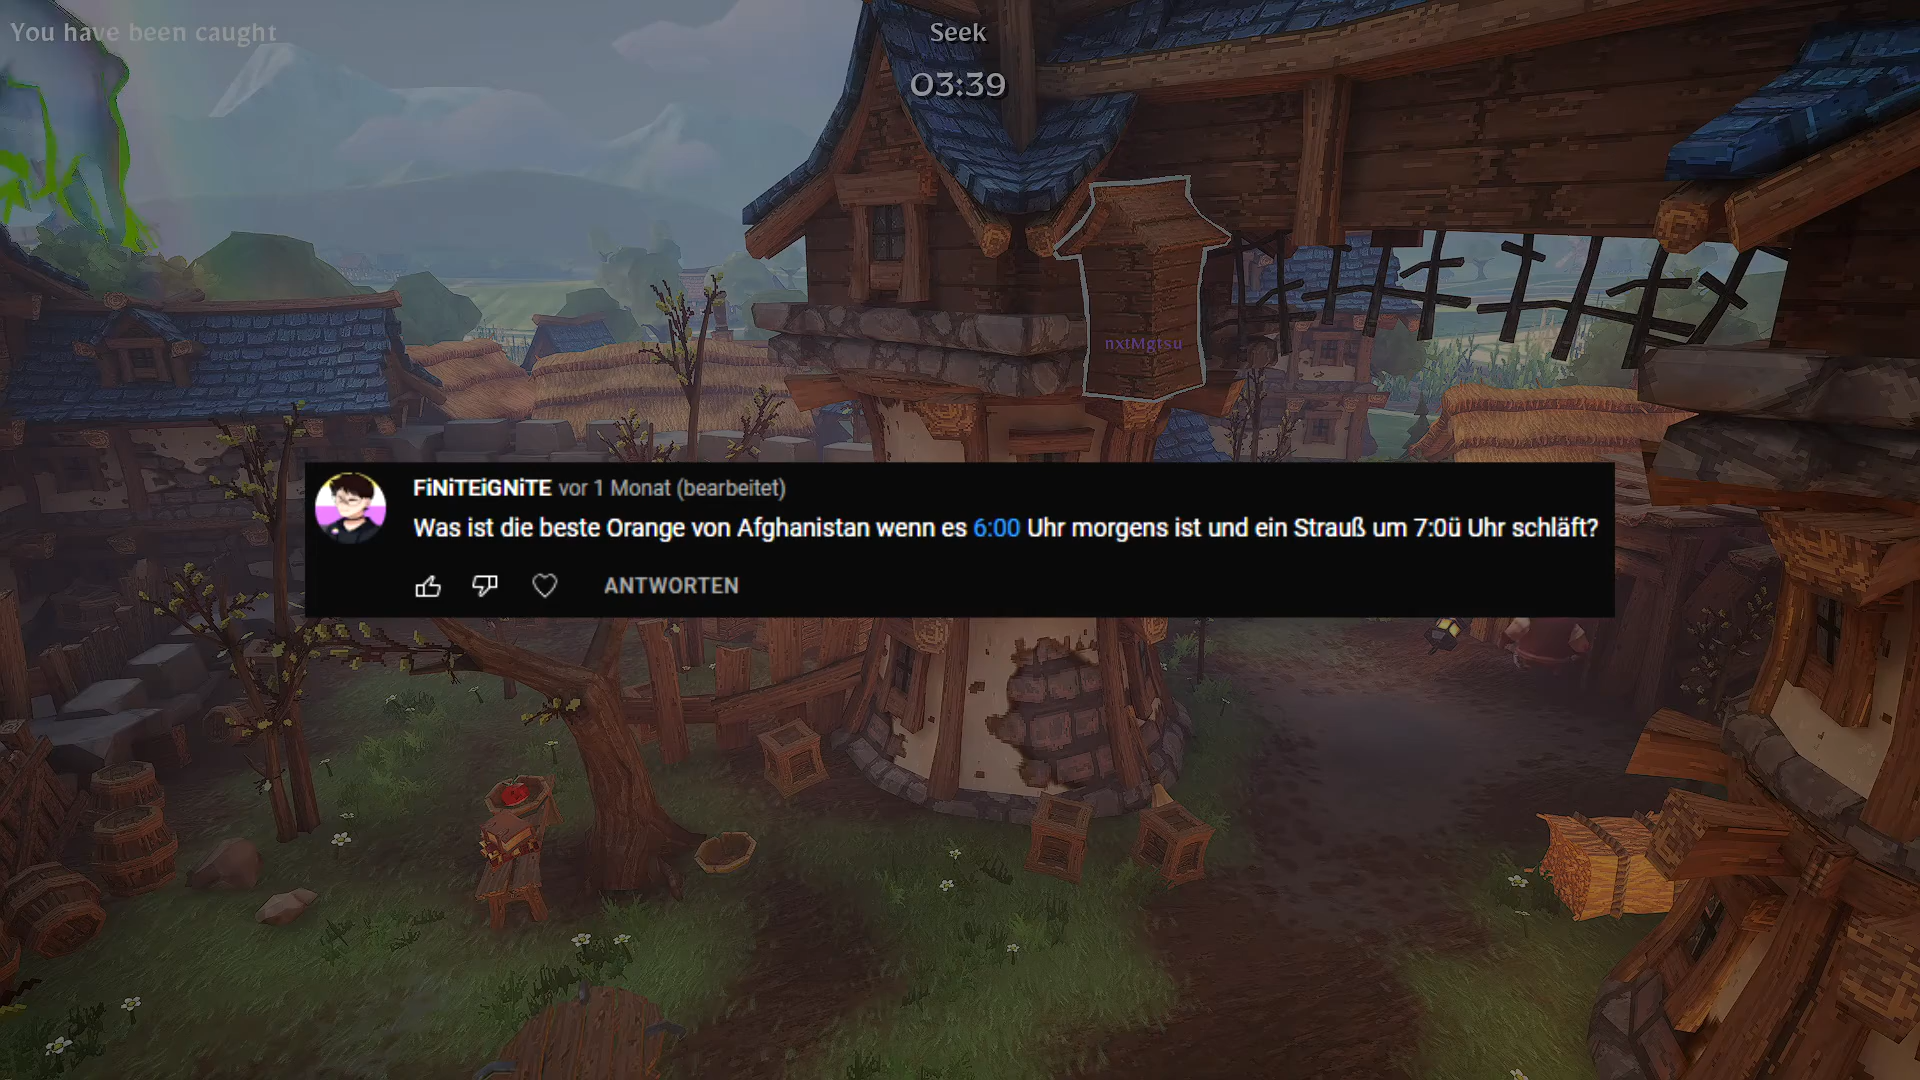 You have been caught
Seek
03:39
nxtMgtsu
FiNiTEiGNiTE vor 1 Monat (bearbeitet)
Was ist die beste Orange von Afghanistan wenn es 6:00 Uhr morgens ist und ein Strauß um 7:0ü Uhr schläft?
ANTWORTEN